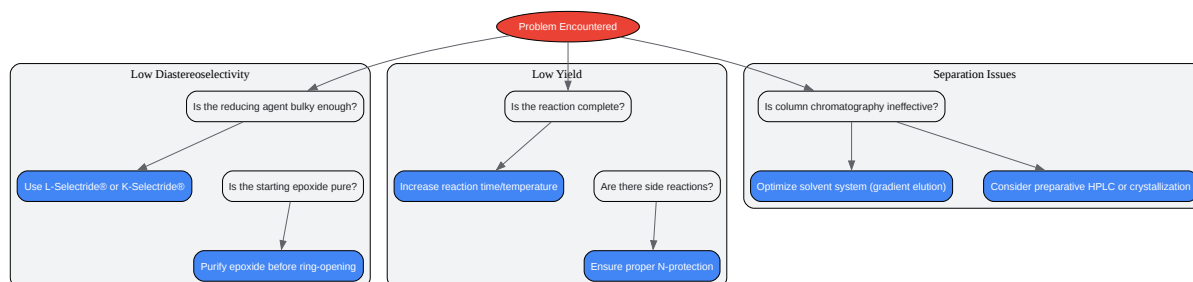 Problem Encountered
Low Diastereoselectivity
Low Yield
Separation Issues
Is the reducing agent bulky enough?
Is the reaction complete?
Is column chromatography ineffective?
Use L-Selectride® or K-Selectride®
Is the starting epoxide pure?
Increase reaction time/temperature
Are there side reactions?
Optimize solvent system (gradient elution)
Consider preparative HPLC or crystallization
Purify epoxide before ring-opening
Ensure proper N-protection